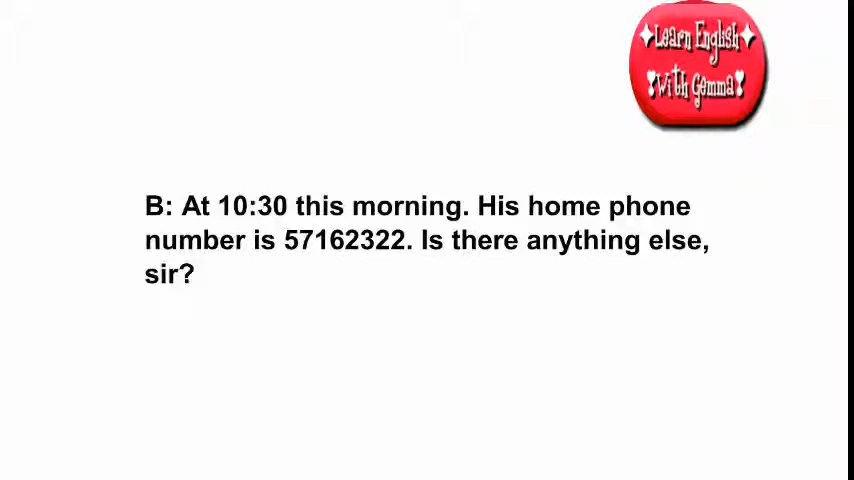 Learn English
With Gemma
B: At 10:30 this morning. His home phone
number is 57162322. Is there anything else,
sir?